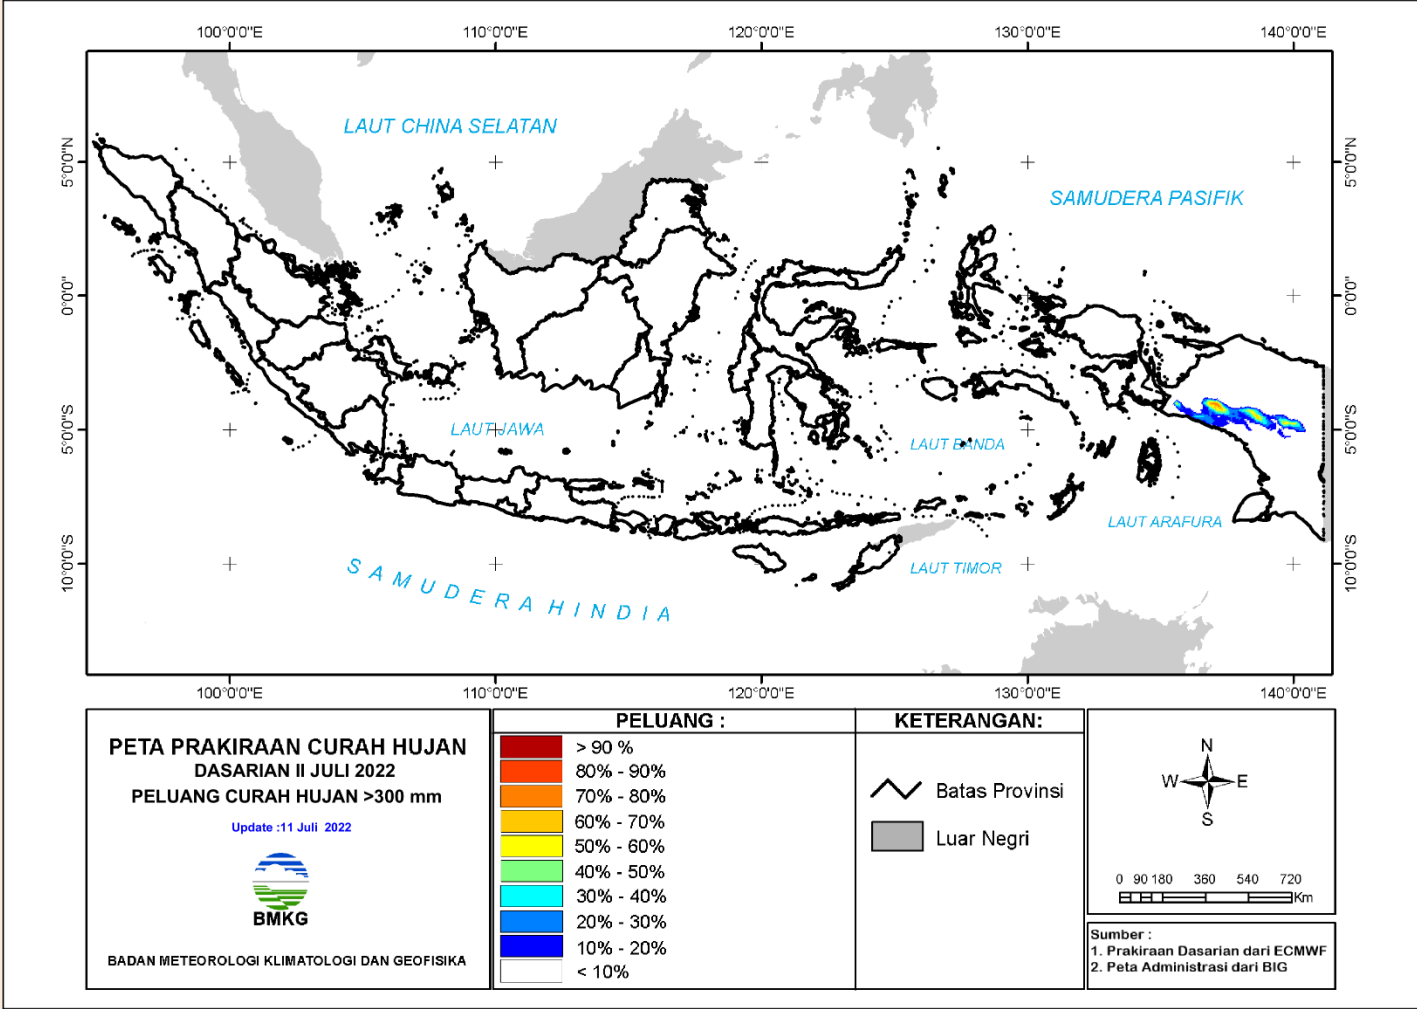 100°0'0"E 110°0'0"E 120°0'0"E 130°0'0"E 140°0'0"E
LAUT CHINA SELATAN
5°0'0"N 5°0'0"N
SAMUDERA PASIFIK
0°0'0" 0°0'0"
LAUT JAWA
5°0'0"S 5°0'0"S
LAUT BANDA
LAUT ARAFURA
10°0'0"S 10°0'0"S
LAUT TIMOR
SAMUDERA HINDIA
100°0'0"E 110°0'0"E 120°0'0"E 130°0'0"E 140°0'0"E
PETA PRAKIRAAN CURAH HUJAN
DASARIAN II JULI 2022
PELUANG CURAH HUJAN >300 mm
Update :11 Juli 2022
BMKG
BADAN METEOROLOGI KLIMATOLOGI DAN GEOFISIKA
PELUANG :
> 90 %
80% - 90%
70% - 80%
60% - 70%
50% - 60%
40% - 50%
30% - 40%
20% - 30%
10% - 20%
< 10%
KETERANGAN:
Batas Provinsi
Luar Negri
N
W E
S
0 90 180 360 540 720
Km
Sumber :
1. Prakiraan Dasarian dari ECMWF
2. Peta Administrasi dari BIG